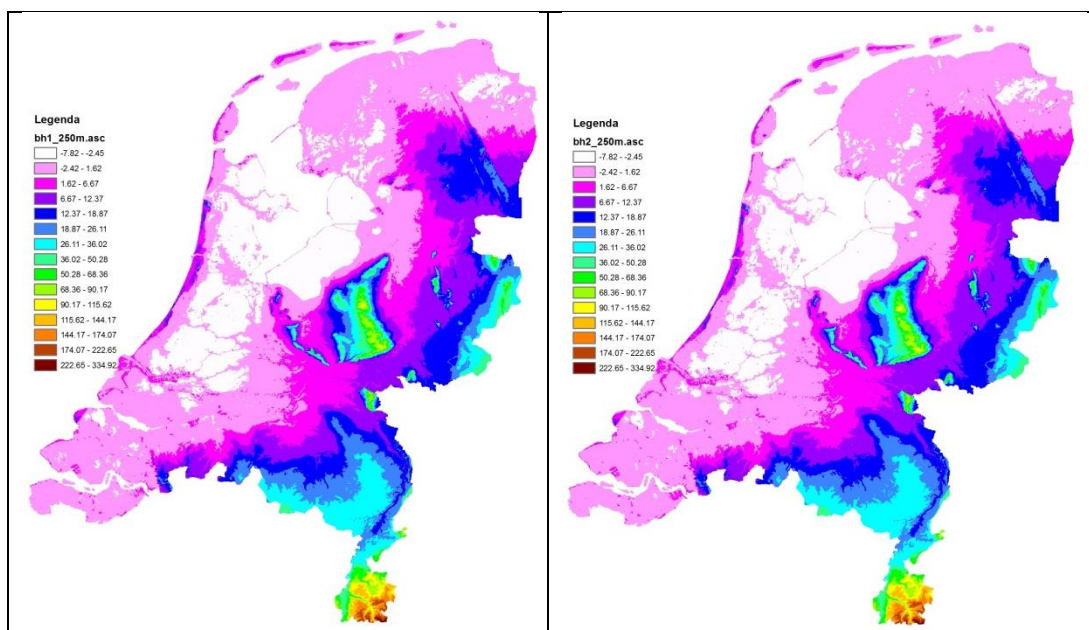 Legenda
bh1_250m.asc
-7.82 - -2.45
-2.42 - 1.62
1.62 - 6.67
6.67 - 12.37
12.37 - 18.87
18.87 - 26.11
26.11 - 36.02
36.02 - 50.28
50.28 - 68.36
68.36 - 90.17
90.17 - 115.62
115.62 - 144.17
144.17 - 174.07
174.07 - 222.65
222.65 - 334.92
Legenda
bh2_250m.asc
-7.82 - -2.45
-2.42 - 1.62
1.62 - 6.67
6.67 - 12.37
12.37 - 18.87
18.87 - 26.11
26.11 - 36.02
36.02 - 50.28
50.28 - 68.36
68.36 - 90.17
90.17 - 115.62
115.62 - 144.17
144.17 - 174.07
174.07 - 222.65
222.65 - 334.92